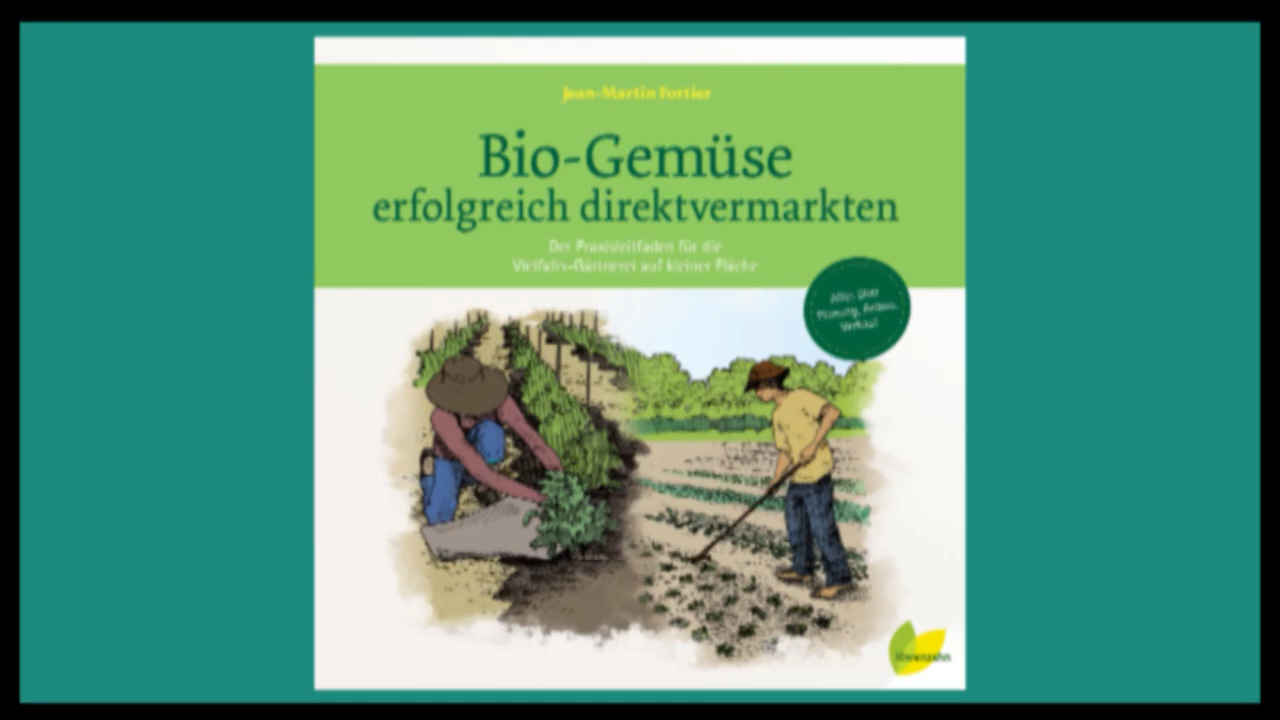 Jean-Martin Fortier
Bio-Gemüse
erfolgreich direktvermarkten
Der Praxisleitfaden für die
Vielfalts-Gärtnerei auf kleiner Fläche
Alles über
Planung, Anbau,
Verkauf
löwenzahn